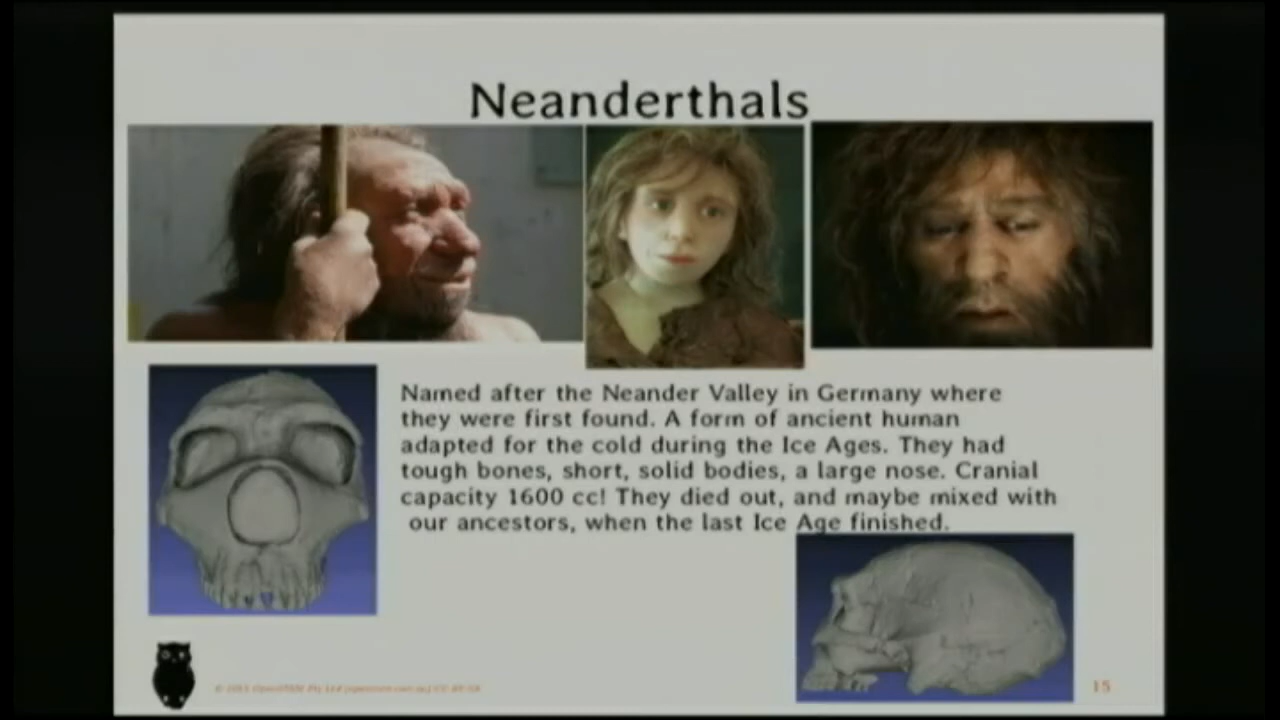 Neanderthals
Named after the Neander Valley in Germany where
they were first found. A form of ancient human
adapted for the cold during the Ice Ages. They had
tough bones, short, solid bodies, a large nose. Cranial
capacity 1600 cc! They died out, and maybe mixed with
our ancestors, when the last Ice Age finished.
15